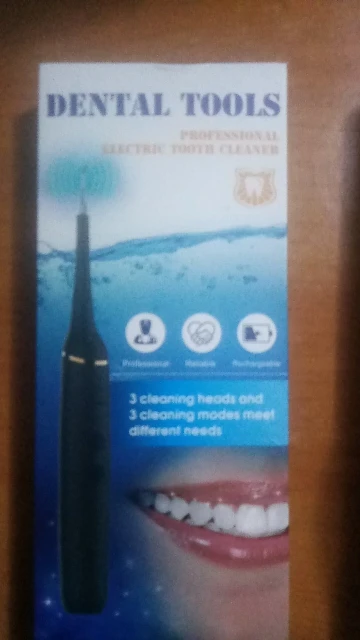 DENTAL TOOLS
PROFESSIONAL
ELECTRIC TOOTH CLEANER
Professional
Reliable
Rechargeable
3 cleaning heads and
3 cleaning modes meet
different needs